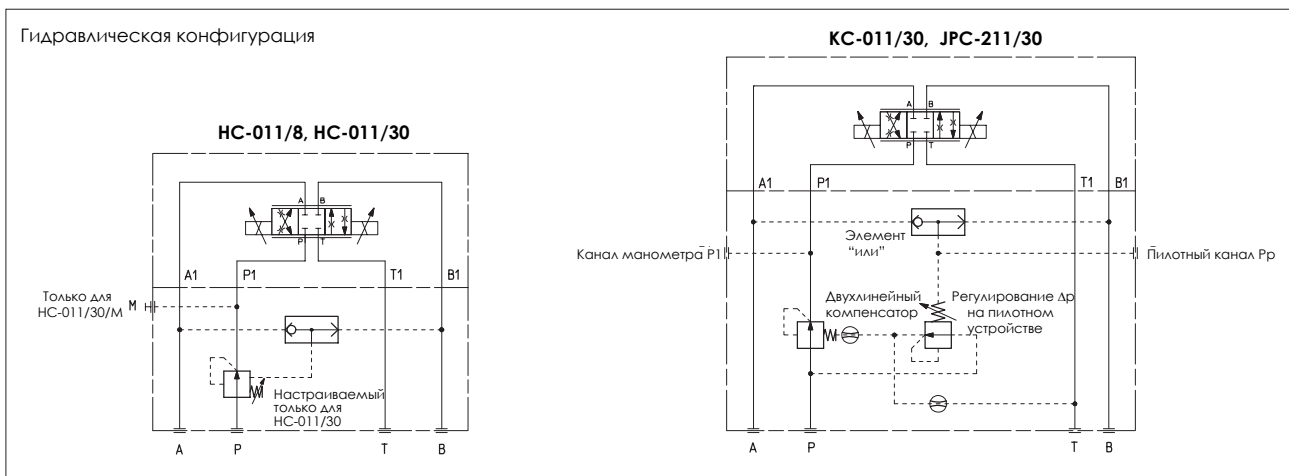 Гидравлическая конфигурация
HC-011/8, HC-011/30
A B
P T
A1 P1 T1 B1
Только для M
HC-011/30/M
Настраиваемый
только для
HC-011/30
A P T B
KC-011/30, JPC-211/30
A B
P T
A1 P1 T1 B1
Элемент
“или”
Канал манометра P1
Пилотный канал Pp
Двухлинейный
компенсатор
Регулирование Δp
на пилотном
устройстве
A P T B